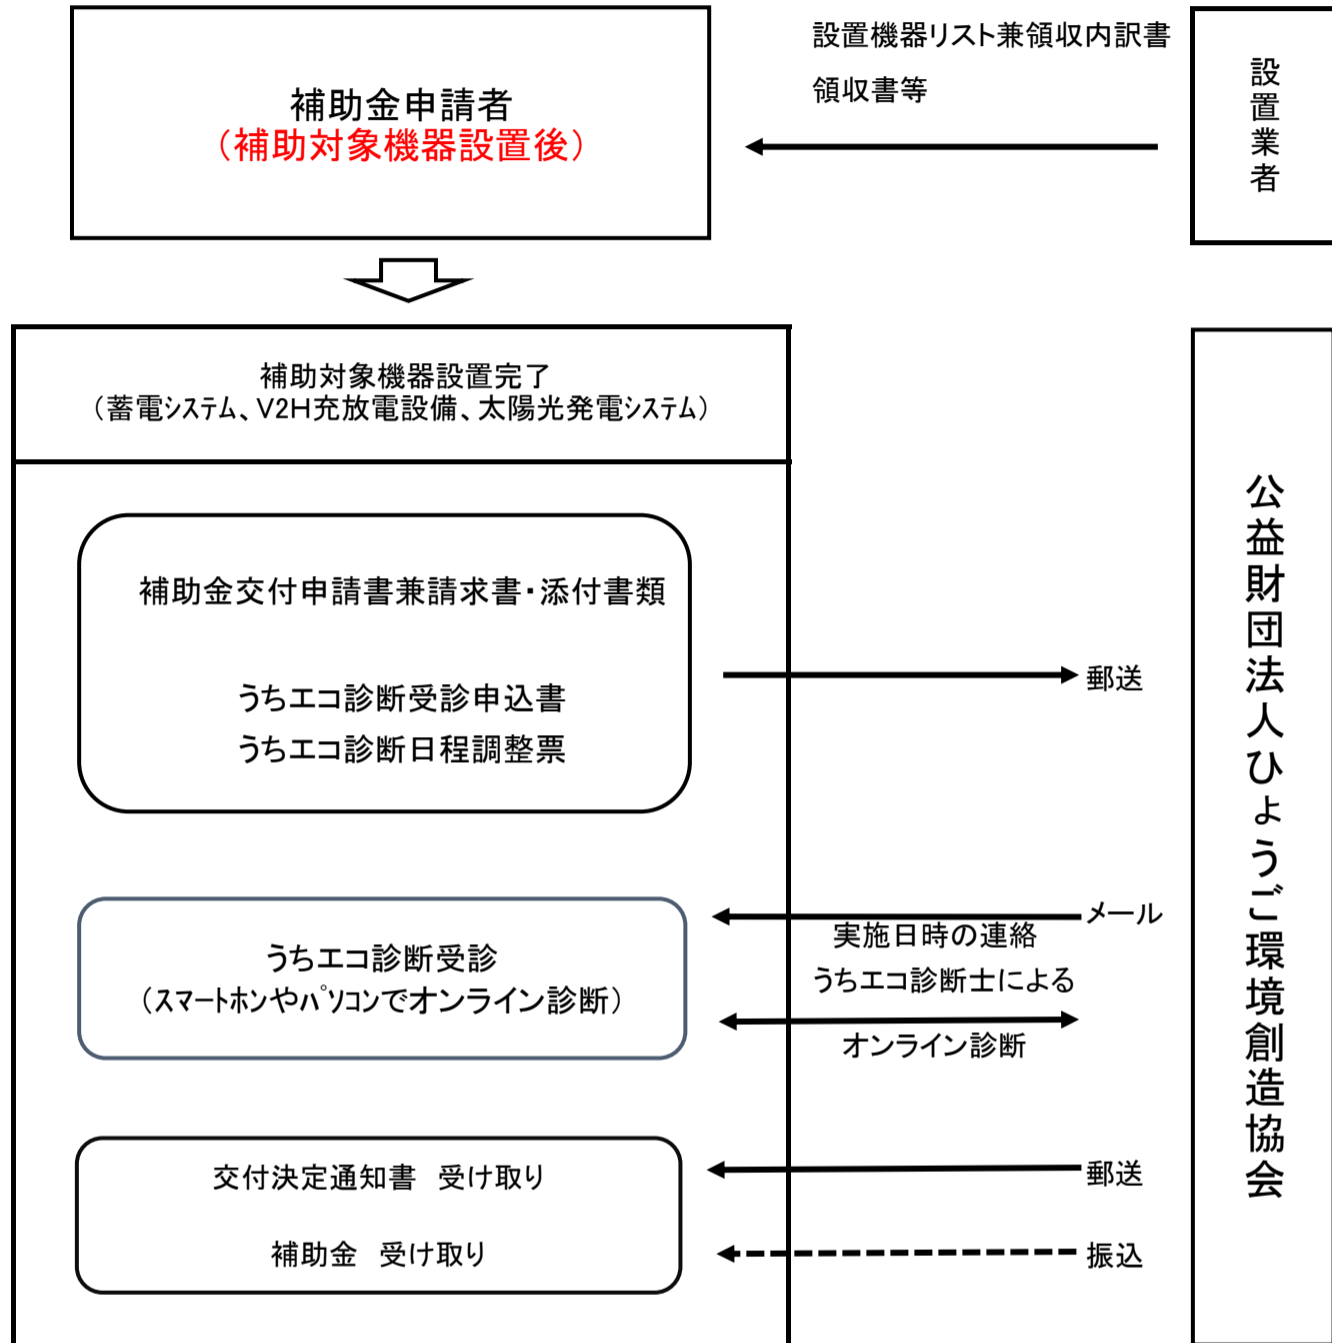 設置機器リスト兼領収内訳書
領収書等
設置業者
補助金申請者
（補助対象機器設置後）
補助対象機器設置完了
（蓄電ｼｽﾃﾑ、V2H充放電設備、太陽光発電ｼｽﾃﾑ）
補助金交付申請書兼請求書・添付書類
うちエコ診断受診申込書
うちエコ診断日程調整票
郵送
うちエコ診断受診
（ｽﾏｰﾄﾎﾝやﾊﾟｿｺﾝでオンライン診断）
メール
実施日時の連絡
うちエコ診断士による
オンライン診断
交付決定通知書　受け取り
郵送
補助金　受け取り
振込
公益財団法人ひょうご環境創造協会